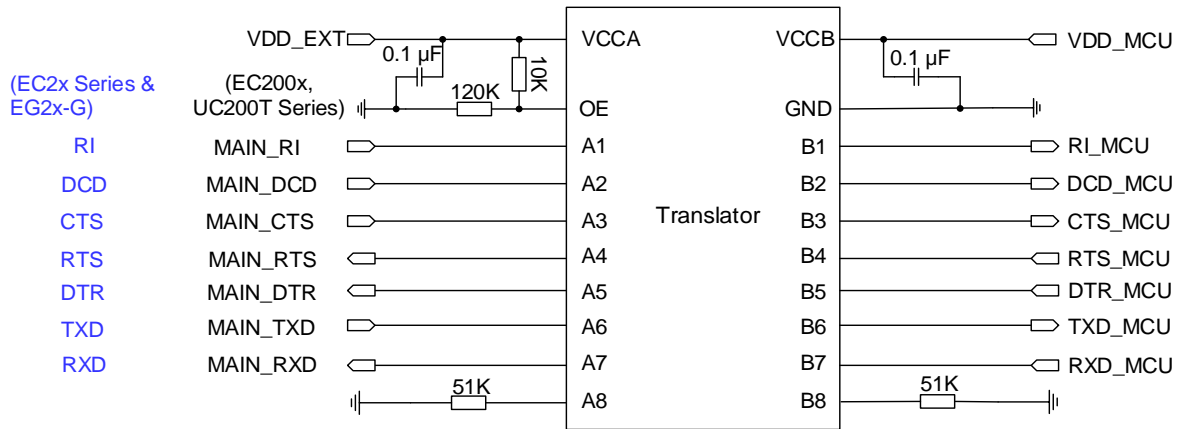 VDD_EXT VCCA VCCB VDD_MCU
0.1 µF 10K 0.1 µF
(EC2x Series & (EC200x,
EG2x-G) UC200T Series) 120K OE GND
RI MAIN_RI A1 B1 RI_MCU
DCD MAIN_DCD A2 B2 DCD_MCU
CTS MAIN_CTS A3 Translator B3 CTS_MCU
RTS MAIN_RTS A4 B4 RTS_MCU
DTR MAIN_DTR A5 B5 DTR_MCU
TXD MAIN_TXD A6 B6 TXD_MCU
RXD MAIN_RXD A7 B7 RXD_MCU
51K A8 B8 51K